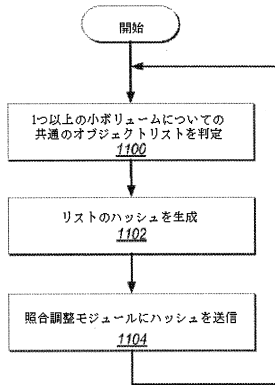 開始
1つ以上の小ボリュームについての
共通のオブジェクトリストを判定
1100
リストのハッシュを生成
1102
照合調整モジュールにハッシュを送信
1104